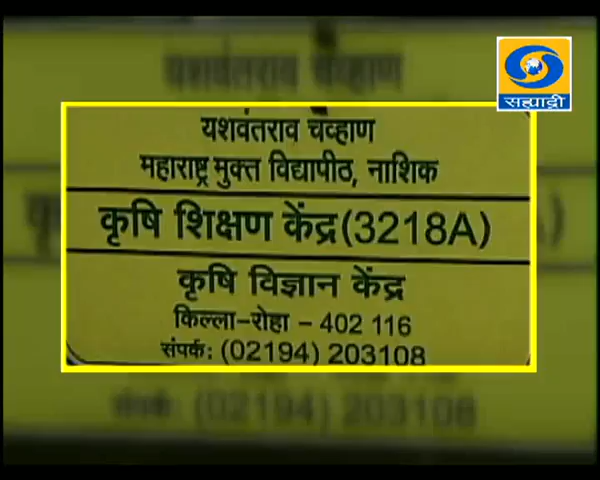 सह्याद्री
यशवंतराव चव्हाण
महाराष्ट्र मुक्त विद्यापीठ, नाशिक
कृषि शिक्षण केंद्र (3218A)
कृषि विज्ञान केंद्र
किल्ला-रोहा - 402 116
संपर्क: (02194) 203108